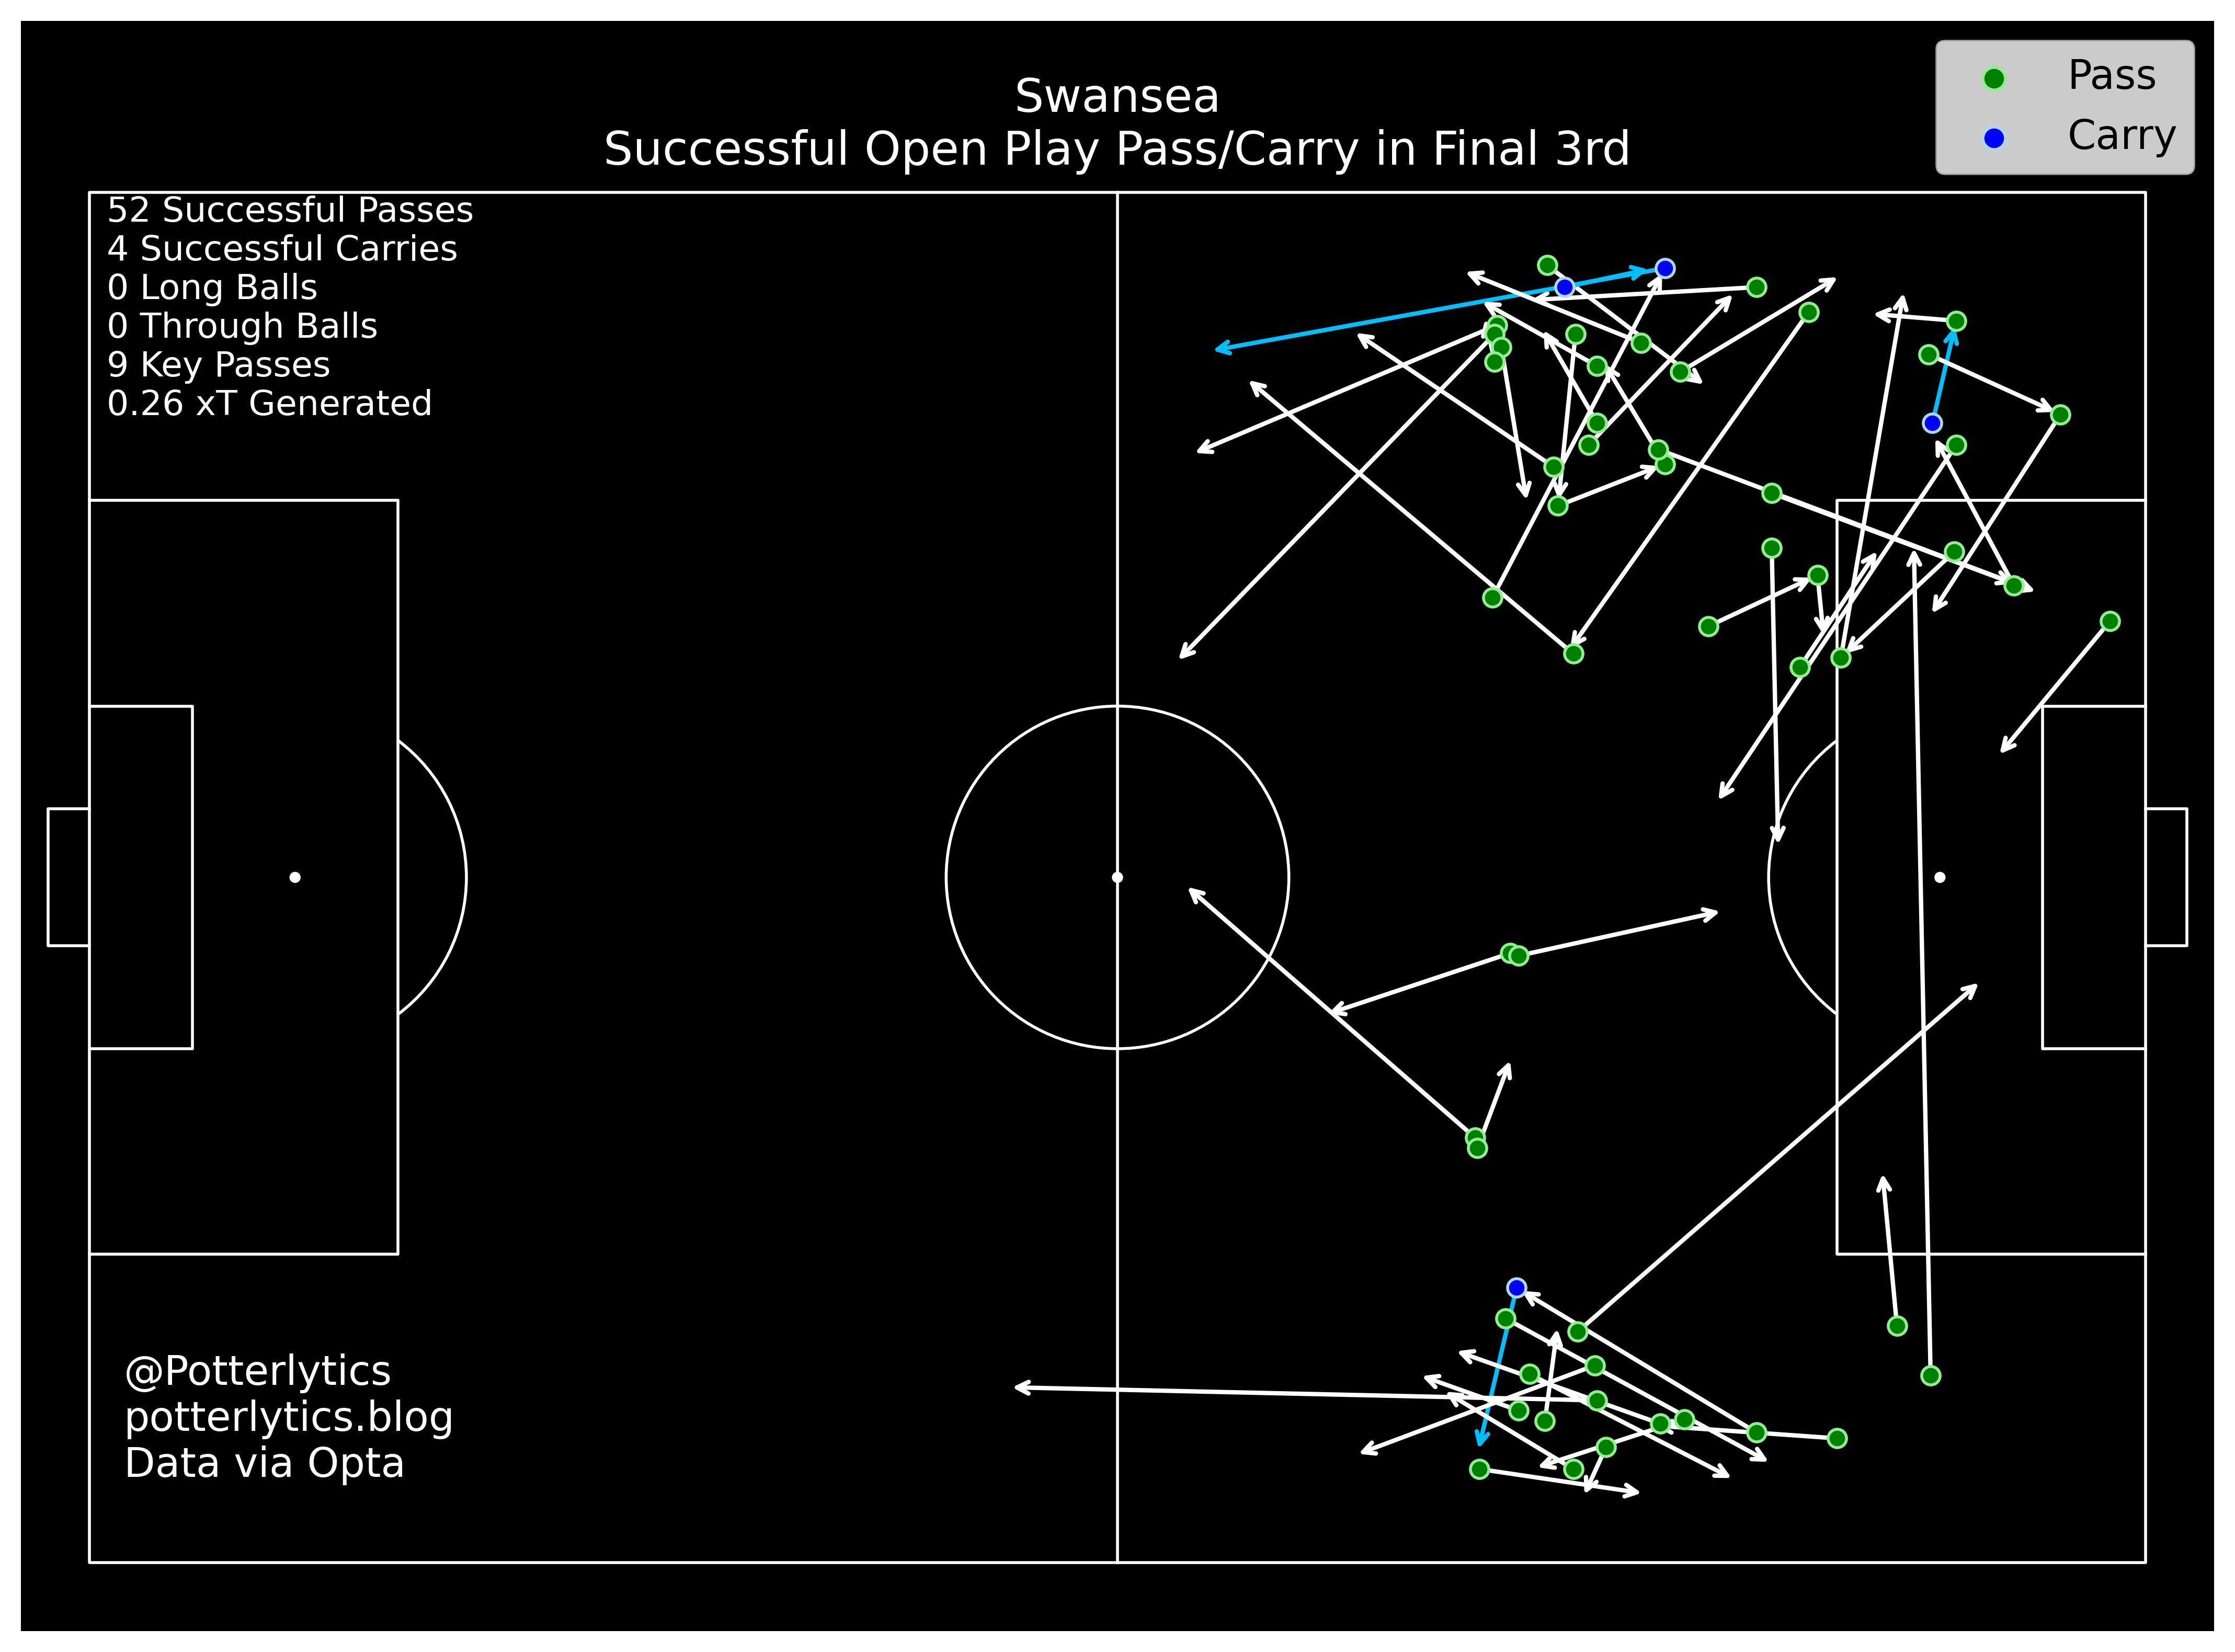 Swansea
Successful Open Play Pass/Carry in Final 3rd
Pass
Carry
52 Successful Passes
4 Successful Carries
0 Long Balls
0 Through Balls
9 Key Passes
0.26 xT Generated
@Potterlytics
potterlytics.blog
Data via Opta